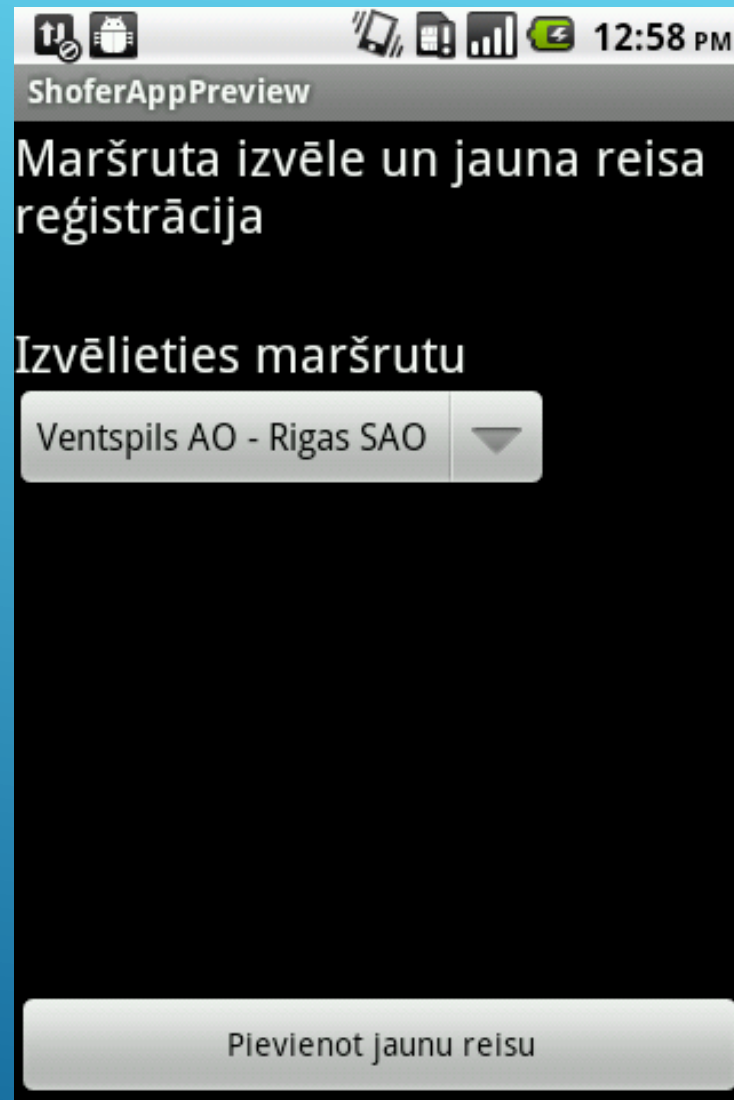 12:58 PM
ShoferAppPreview
Maršruta izvēle un jauna reisa
reģistrācija
Izvēlieties maršrutu
Ventspils AO - Rigas SAO
Pievienot jaunu reisu